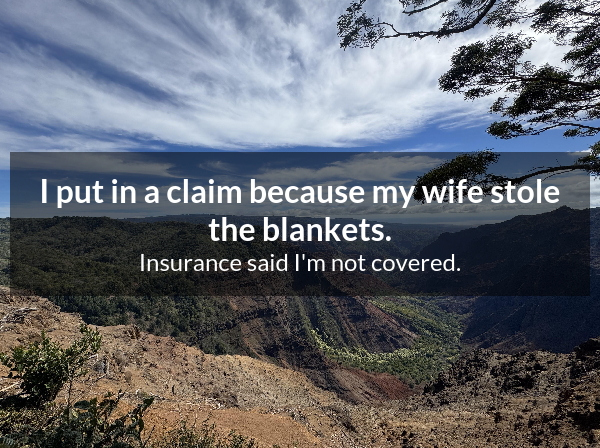 I put in a claim because my wife stole
the blankets.
Insurance said I'm not covered.